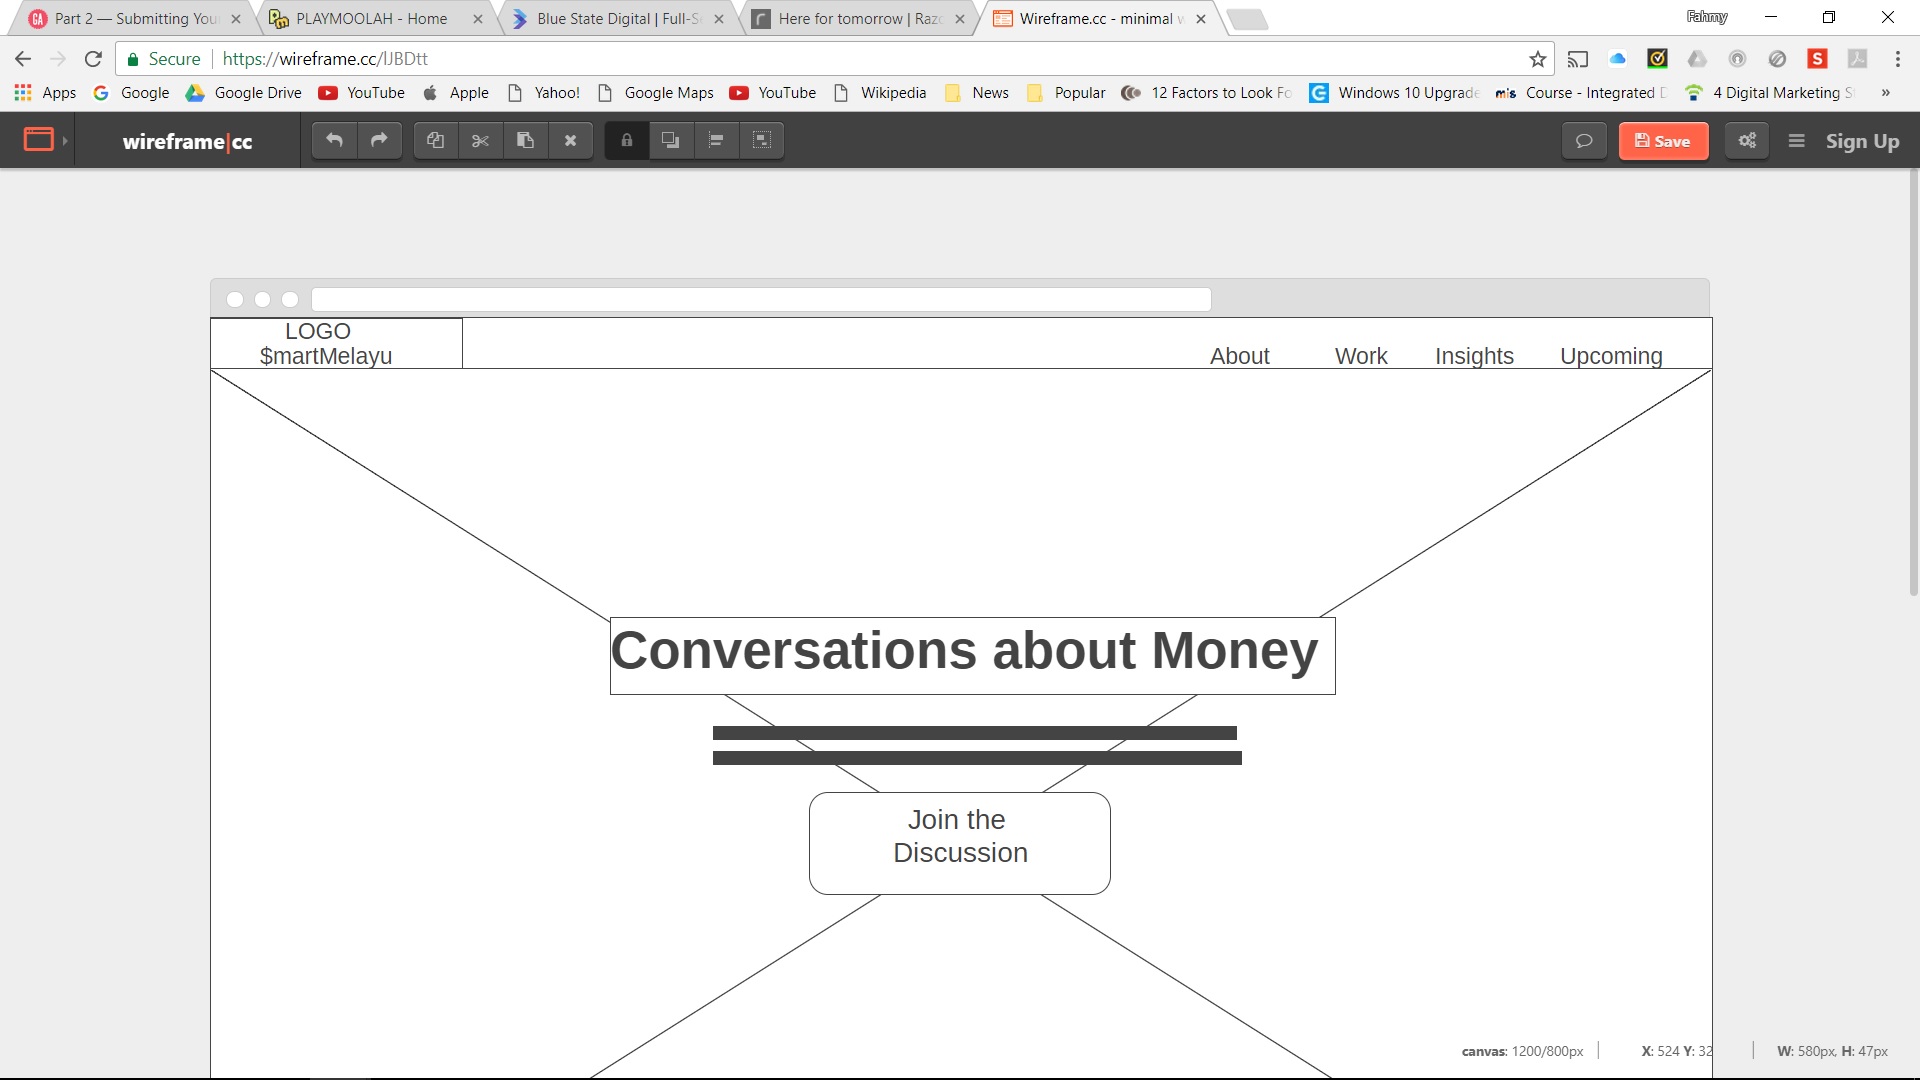 Part 2 — Submitting You
PLAYMOOLAH - Home
Blue State Digital | Full-S
Here for tomorrow | Razo
Wireframe.cc - minimal w
Fahmy
Secure
https://wireframe.cc/lJBDtt
Apps
Google
Google Drive
YouTube
Apple
Yahoo!
Google Maps
YouTube
Wikipedia
News
Popular
12 Factors to Look Fo
Windows 10 Upgrade
mis
Course - Integrated D
4 Digital Marketing S
»
wireframe|cc
Save
Sign Up
LOGO
$martMelayu
About
Work
Insights
Upcoming
Conversations about Money
Join the
Discussion
canvas: 1200/800px
X: 524 Y: 32
W: 580px, H: 47px